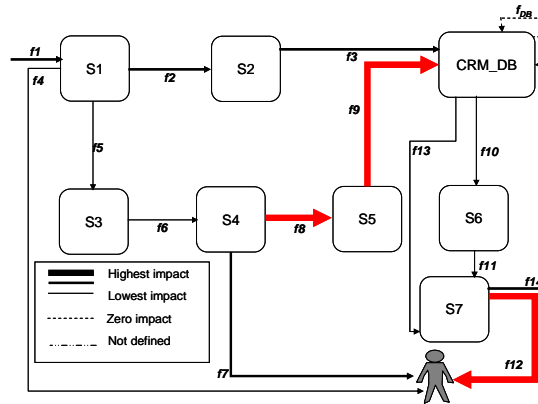 f1
f4
S1
f2
S2
f3
f_DB
CRM_DB
f9
f5
f13
f10
S3
f6
S4
f8
S5
S6
f11
S7
f14
f7
f12
Highest impact
Lowest impact
Zero impact
Not defined